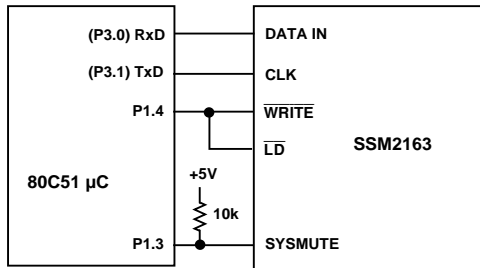 (P3.0) RxD DATA IN
(P3.1) TxD CLK
P1.4 WRITE
LD
SSM2163
80C51 µC
+5V
10k
P1.3 SYSMUTE